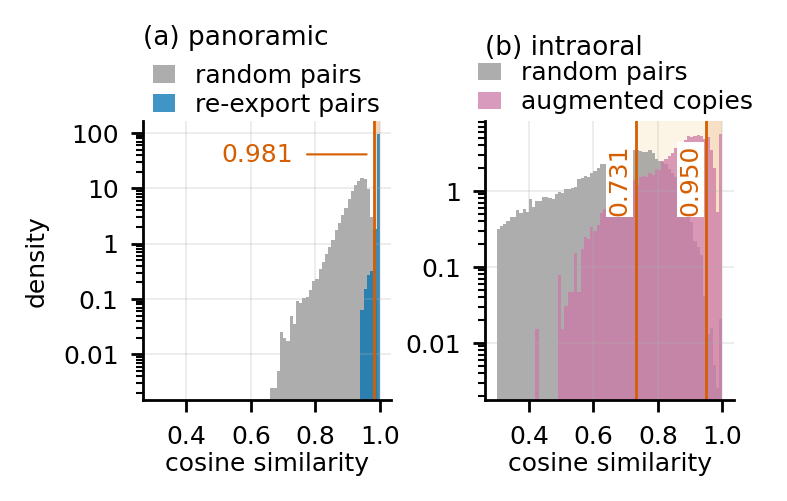 (a) panoramic
random pairs
re-export pairs
0.981
100
10
1
0.1
0.01
density
0.4 0.6 0.8 1.0
cosine similarity
(b) intraoral
random pairs
augmented copies
0.731
0.950
1
0.1
0.01
0.4 0.6 0.8 1.0
cosine similarity